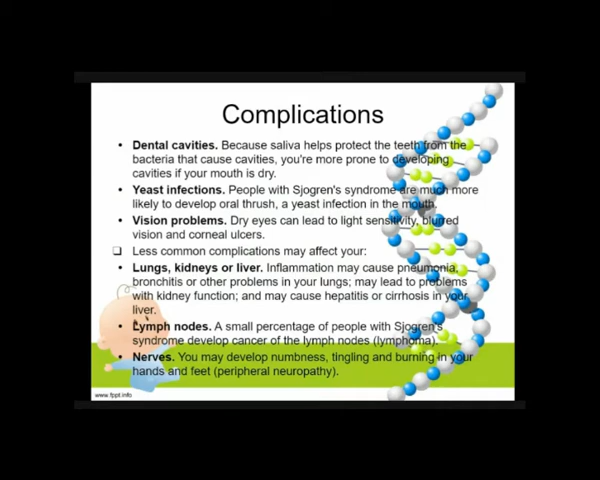 Complications
• Dental cavities. Because saliva helps protect the teeth from the
bacteria that cause cavities, you're more prone to developing
cavities if your mouth is dry.
• Yeast infections. People with Sjogren's syndrome are much more
likely to develop oral thrush, a yeast infection in the mouth.
• Vision problems. Dry eyes can lead to light sensitivity, blurred
vision and corneal ulcers.
❑ Less common complications may affect your:
• Lungs, kidneys or liver. Inflammation may cause pneumonia,
bronchitis or other problems in your lungs; may lead to problems
with kidney function; and may cause hepatitis or cirrhosis in your
liver.
• Lymph nodes. A small percentage of people with Sjogren's
syndrome develop cancer of the lymph nodes (lymphoma).
• Nerves. You may develop numbness, tingling and burning in your
hands and feet (peripheral neuropathy).
www.fppt.info